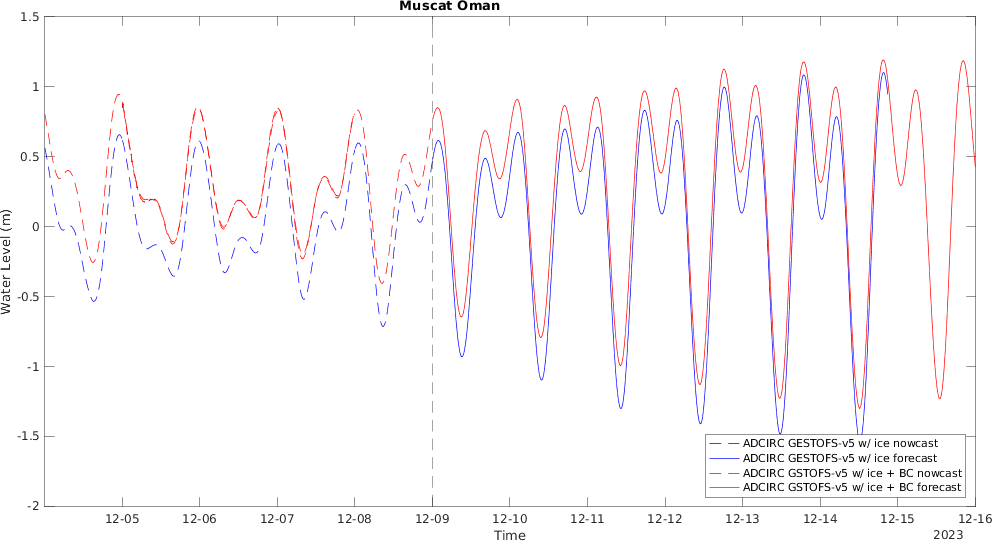 Muscat Oman
1.5
1
0.5
0
-0.5
-1
-1.5
-2
Water Level (m)
ADCIRC GESTOFS-v5 w/ ice nowcast
ADCIRC GESTOFS-v5 w/ ice forecast
ADCIRC GSTOFS-v5 w/ ice + BC nowcast
ADCIRC GSTOFS-v5 w/ ice + BC forecast
12-05 12-06 12-07 12-08 12-09 12-10 12-11 12-12 12-13 12-14 12-15 12-16
Time
2023